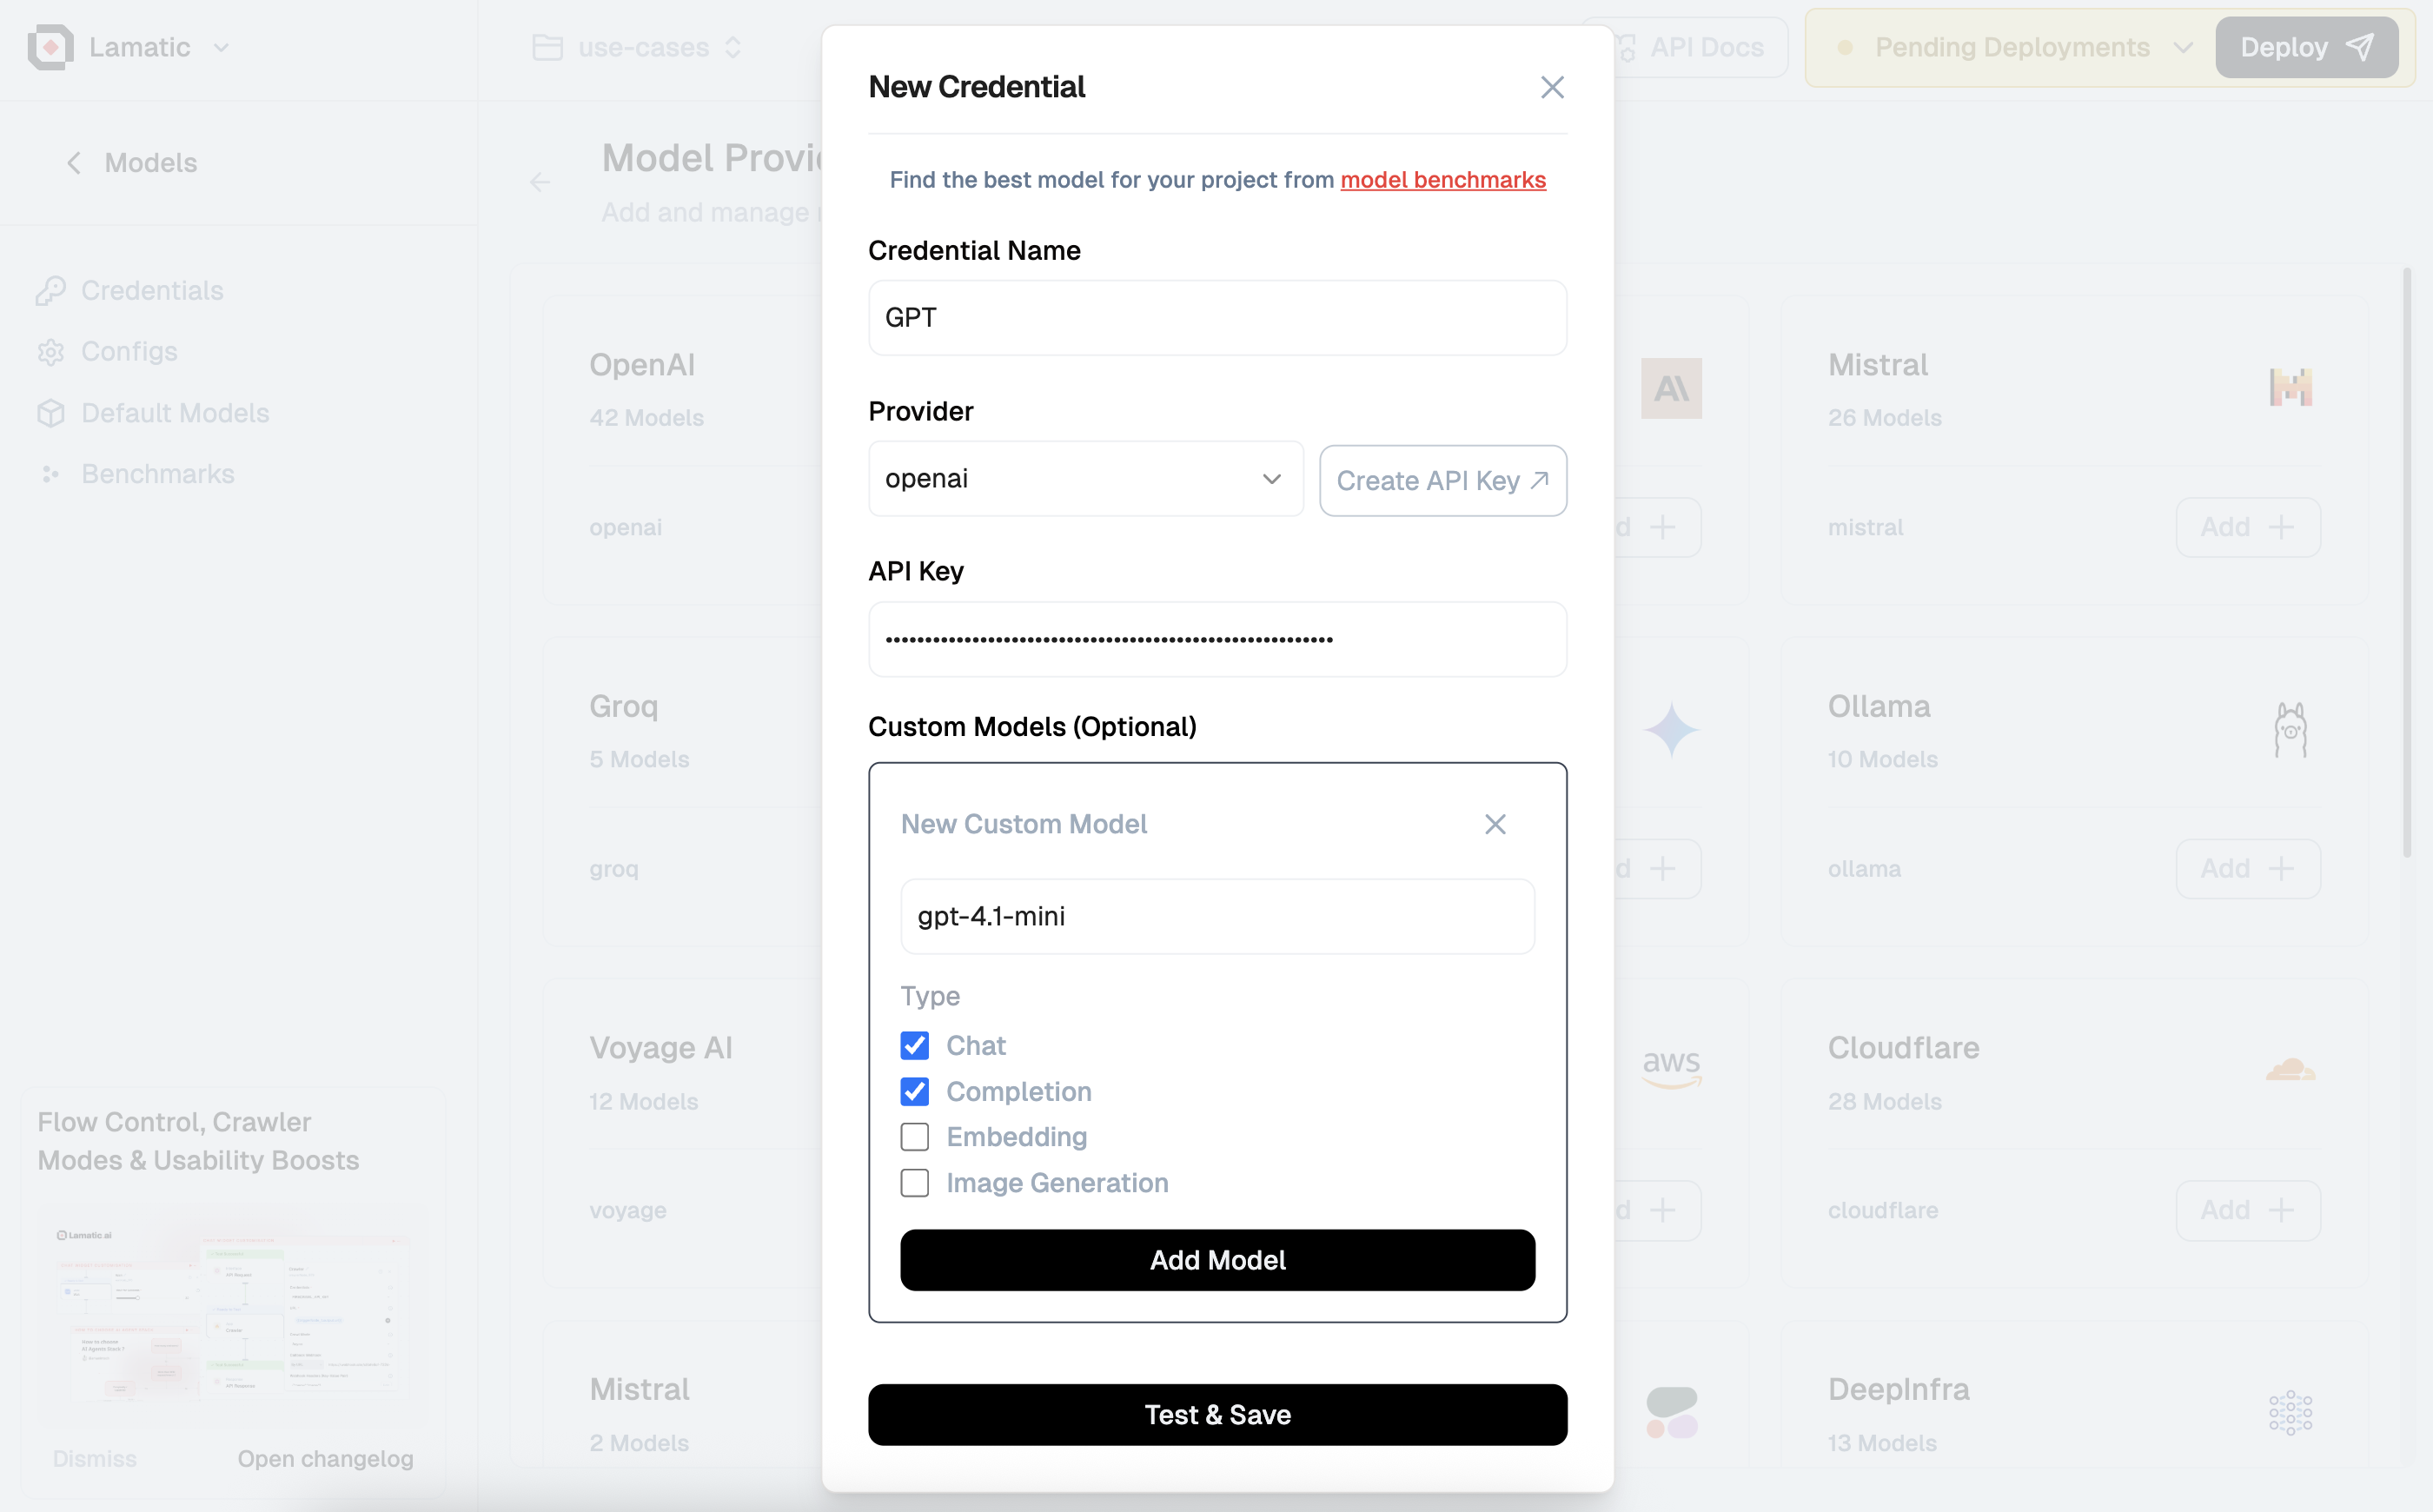 Lamatic
use-cases
API Docs
Pending Deployments
Deploy
Models
Credentials
Configs
Default Models
Benchmarks
Flow Control, Crawler
Modes & Usability Boosts
Lamatic.ai
Dismiss
Open changelog
Model Provi
Add and manage
OpenAI
42 Models
openai
Mistral
26 Models
mistral
Add
Groq
5 Models
groq
Ollama
10 Models
ollama
Add
Voyage AI
12 Models
voyage
aws
Cloudflare
28 Models
cloudflare
Add
Mistral
2 Models
DeepInfra
13 Models
New Credential
Find the best model for your project from model benchmarks
Credential Name
GPT
Provider
openai
Create API Key
API Key
Custom Models (Optional)
New Custom Model
gpt-4.1-mini
Type
Chat
Completion
Embedding
Image Generation
Add Model
Test & Save